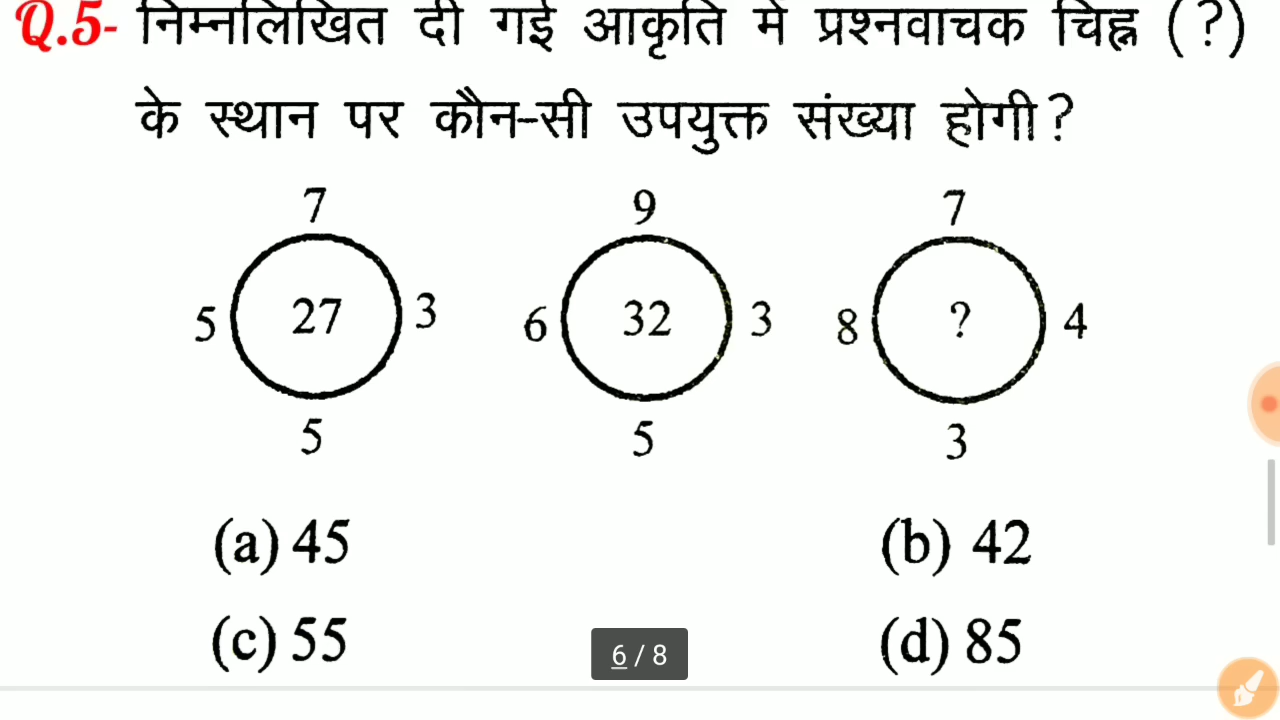 Q.5- निम्नलिखित दी गई आकृति में प्रश्नवाचक चिह्न (?)
के स्थान पर कौन-सी उपयुक्त संख्या होगी?
7 9 7
5 27 3 6 32 3 8 ? 4
5 5 3
(a) 45 (b) 42
(c) 55 (d) 85
6 / 8